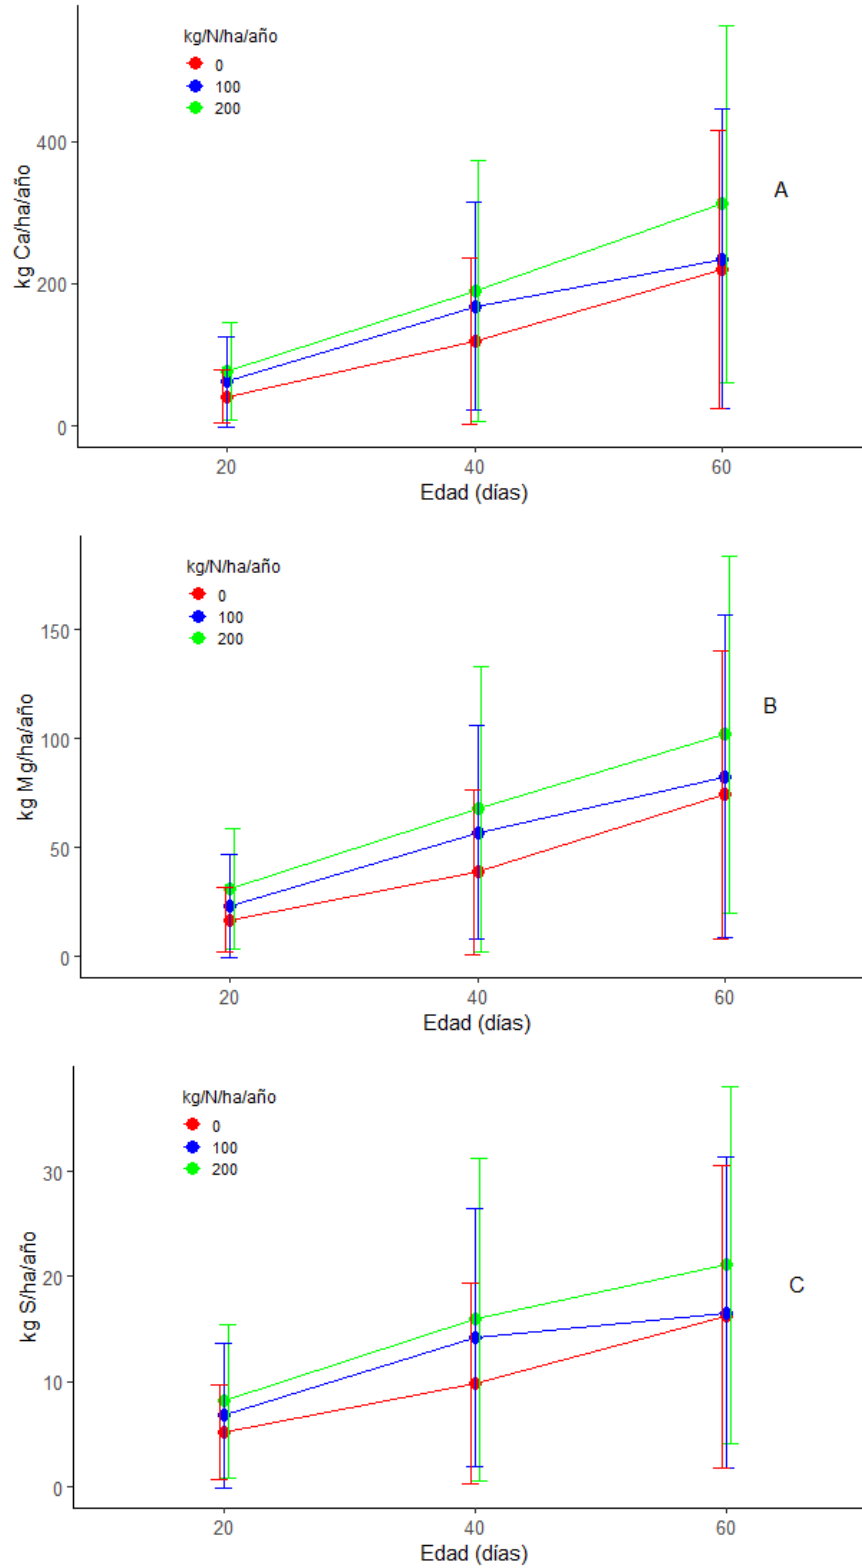 kg/N/ha/año
0
100
200
kg Ca/ha/año
400
200
0
A
20 40 60
Edad (días)
kg/N/ha/año
0
100
200
kg Mg/ha/año
150
100
50
0
B
20 40 60
Edad (días)
kg/N/ha/año
0
100
200
kg S/ha/año
30
20
10
0
C
20 40 60
Edad (días)